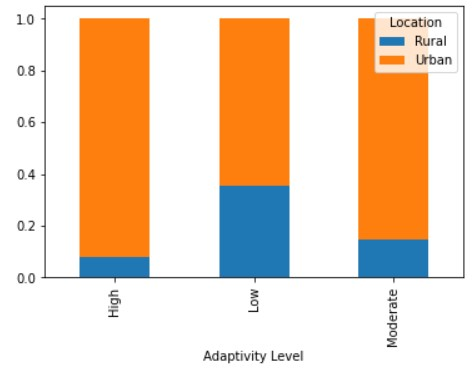 1.0
0.8
0.6
0.4
0.2
0.0
Location
Rural
Urban
High
Low
Moderate
Adaptivity Level